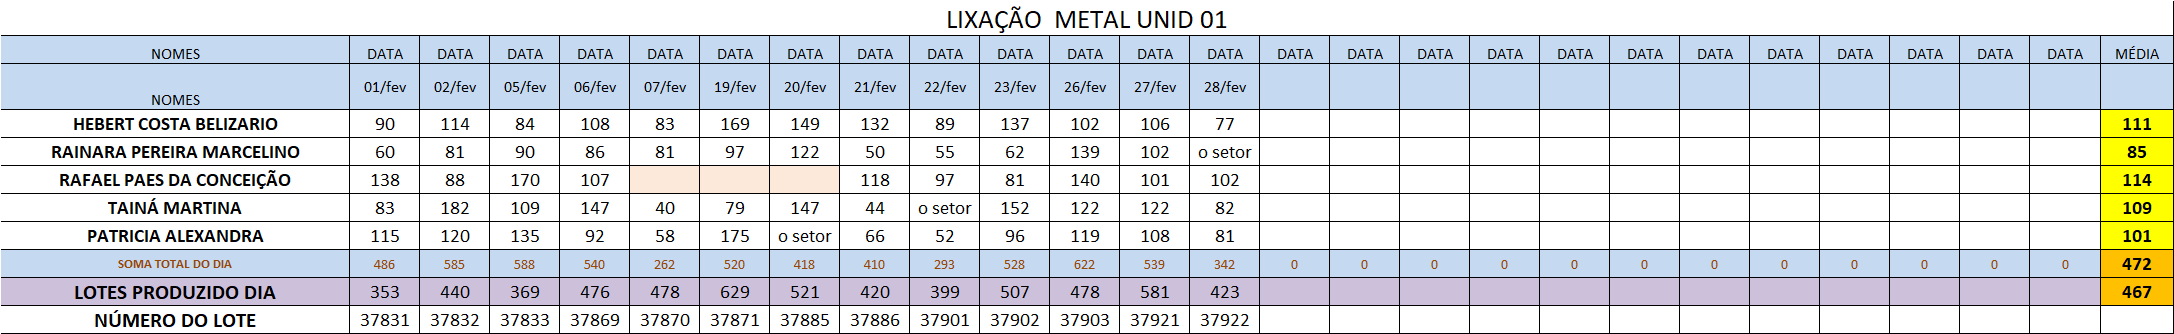 LIXAÇÃO METAL UNID 01
NOMES DATA DATA DATA DATA DATA DATA DATA DATA DATA DATA DATA DATA DATA DATA DATA DATA DATA DATA DATA DATA DATA DATA DATA DATA DATA MÉDIA
NOMES 01/fev 02/fev 05/fev 06/fev 07/fev 19/fev 20/fev 21/fev 22/fev 23/fev 26/fev 27/fev 28/fev
HEBERT COSTA BELIZARIO 90 114 84 108 83 169 149 132 89 137 102 106 77 111
RAINARA PEREIRA MARCELINO 60 81 90 86 81 97 122 50 55 62 139 102 o setor 85
RAFAEL PAES DA CONCEIÇÃO 138 88 170 107 118 97 81 140 101 102 114
TAINÁ MARTINA 83 182 109 147 40 79 147 44 o setor 152 122 122 82 109
PATRICIA ALEXANDRA 115 120 135 92 58 175 o setor 66 52 96 119 108 81 101
SOMA TOTAL DO DIA 486 585 588 540 262 520 418 410 293 528 622 539 342 0 0 0 0 0 0 0 0 0 0 0 0 472
LOTES PRODUZIDO DIA 353 440 369 476 478 629 521 420 399 507 478 581 423 467
NÚMERO DO LOTE 37831 37832 37833 37869 37870 37871 37885 37886 37901 37902 37903 37921 37922